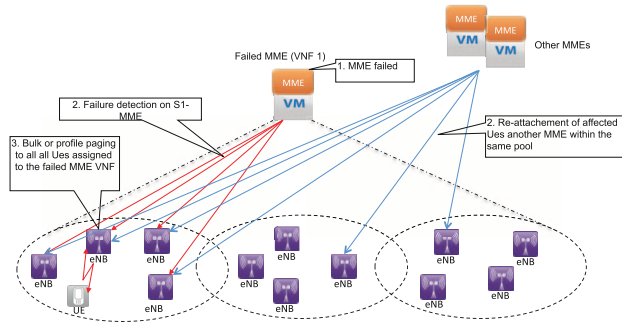 MME
VM
MME
VM
Other MMEs
Failed MME (VNF 1)
1. MME failed
MME
VM
2. Failure detection on S1-
MME
2. Re-attachement of affected
Ues another MME within the
same pool
3. Bulk or profile paging
to all all Ues assigned
to the failed MME VNF
eNB
eNB
eNB
eNB
UE
eNB
eNB
eNB
eNB
eNB
eNB
eNB
eNB